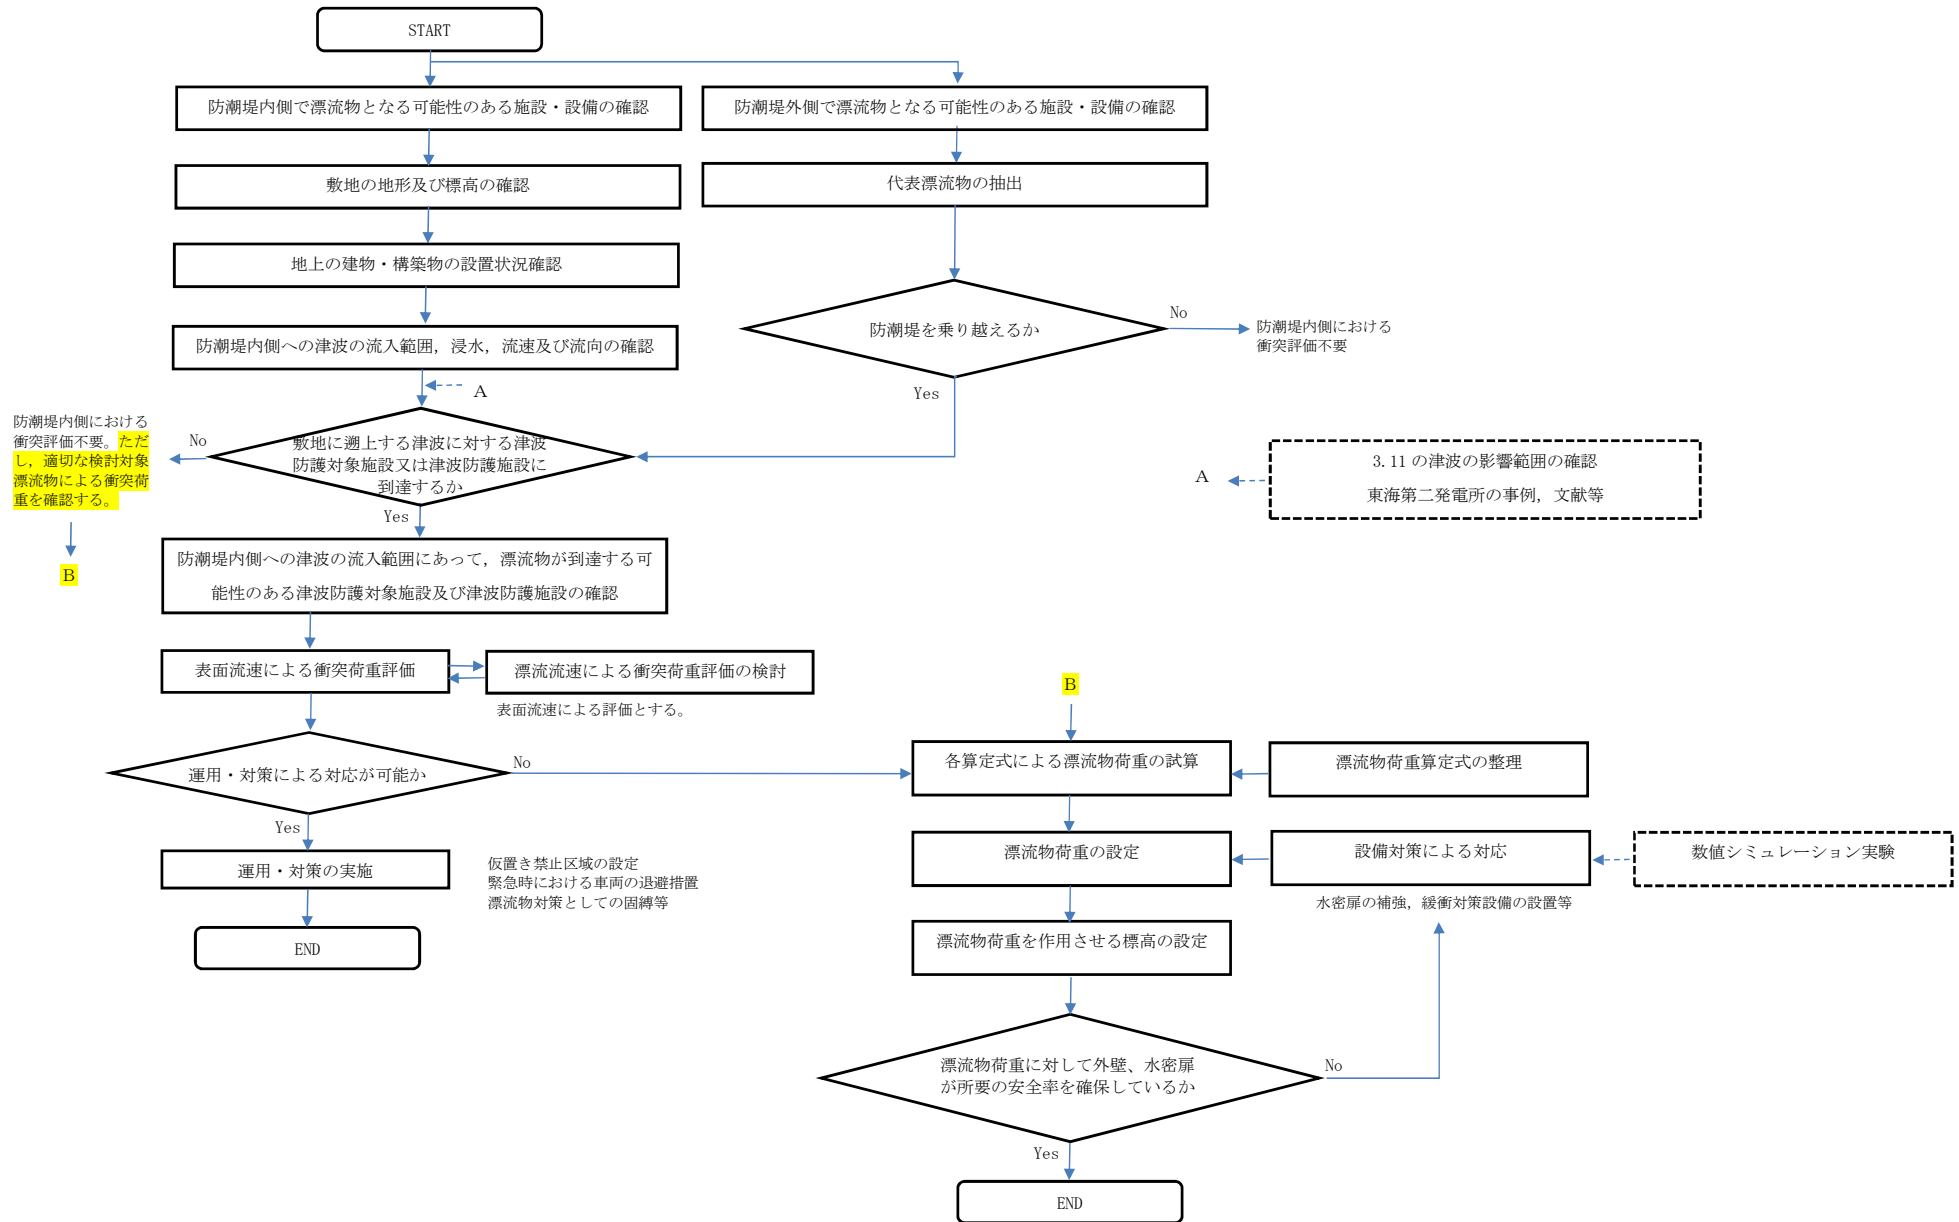 START
防潮堤内側で漂流物となる可能性のある施設・設備の確認
防潮堤外側で漂流物となる可能性のある施設・設備の確認
敷地の地形及び標高の確認
代表漂流物の抽出
地上の建物・構築物の設置状況確認
防潮堤を乗り越えるか
No
防潮堤内側における
衝突評価不要
Yes
防潮堤内側への津波の流入範囲，浸水，流速及び流向の確認
A
敷地に遡上する津波に対する津波
防護対象施設又は津波防護施設に
到達するか
No
防潮堤内側における
衝突評価不要。ただ
し，適切な検討対象
漂流物による衝突荷
重を確認する。
B
Yes
A
3.11の津波の影響範囲の確認
東海第二発電所の事例，文献等
防潮堤内側への津波の流入範囲にあって，漂流物が到達する可
能性のある津波防護対象施設及び津波防護施設の確認
表面流速による衝突荷重評価
漂流流速による衝突荷重評価の検討
表面流速による評価とする。
運用・対策による対応が可能か
No
Yes
運用・対策の実施
仮置き禁止区域の設定
緊急時における車両の退避措置
漂流物対策としての固縛等
END
B
各算定式による漂流物荷重の試算
漂流物荷重算定式の整理
漂流物荷重の設定
設備対策による対応
数値シミュレーション実験
水密扉の補強，緩衝対策設備の設置等
漂流物荷重を作用させる標高の設定
漂流物荷重に対して外壁、水密扉
が所要の安全率を確保しているか
No
Yes
END